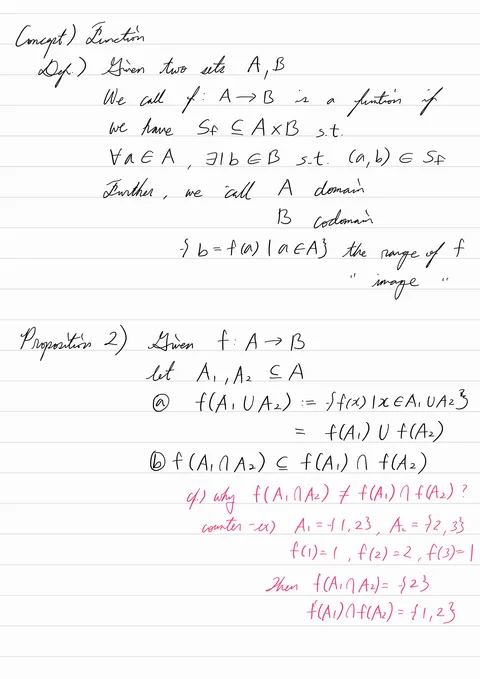 Concept) Function
Def.) Given two sets A, B
We call f: A → B is a funtion if
we have Sf ⊆ A×B s.t.
∀a ∈ A, ∃!b ∈ B s.t. (a,b) ∈ Sf
Further, we call A domain
B codomain
{b = f(a) | a ∈ A} the range of f
" image "
Proposition 2) Given f: A → B
let A₁, A₂ ⊆ A
ⓐ f(A₁ ∪ A₂) := {f(x) | x ∈ A₁ ∪ A₂}
= f(A₁) ∪ f(A₂)
ⓑ f(A₁ ∩ A₂) ⊆ f(A₁) ∩ f(A₂)
cf.) why f(A₁ ∩ A₂) ≠ f(A₁) ∩ f(A₂)?
counter-ex) A₁ = {1,2}, A₂ = {2,3}
f(1)=1, f(2)=2, f(3)=1
Then f(A₁ ∩ A₂) = {2}
f(A₁) ∩ f(A₂) = {1,2}